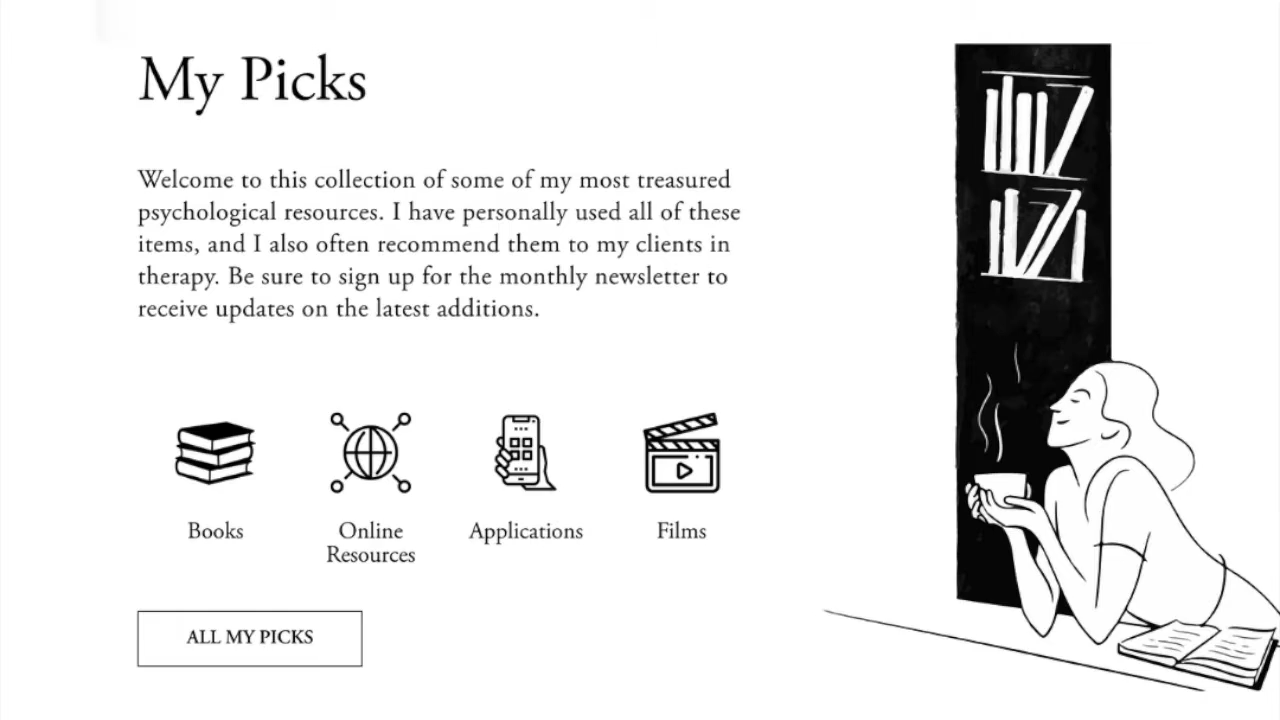 My Picks
Welcome to this collection of some of my most treasured
psychological resources. I have personally used all of these
items, and I also often recommend them to my clients in
therapy. Be sure to sign up for the monthly newsletter to
receive updates on the latest additions.
Books
Online
Resources
Applications
Films
ALL MY PICKS